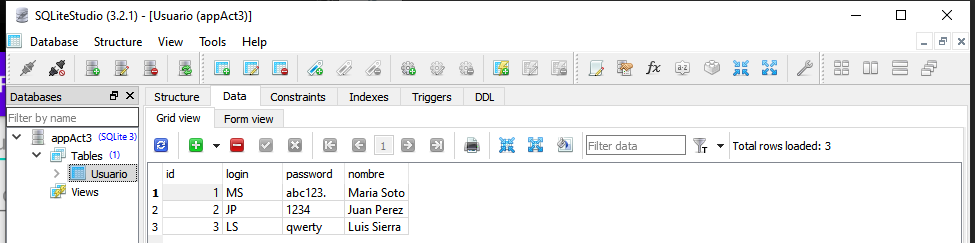 SQLiteStudio (3.2.1) - [Usuario (appAct3)]
Database Structure View Tools Help
Databases
Structure Data Constraints Indexes Triggers DDL
Filter by name
Grid view Form view
appAct3 (SQLite 3)
Tables (1)
Usuario
Views
1 Filter data Total rows loaded: 3
id login password nombre
1 1 MS abc123. Maria Soto
2 2 JP 1234 Juan Perez
3 3 LS qwerty Luis Sierra